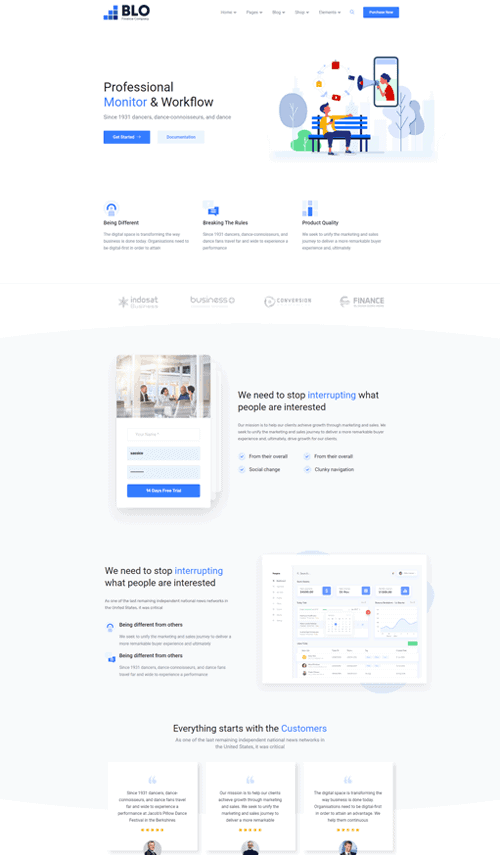 BLO
Finance Company
Home Pages Blog Shop Elements
Purchase Now
Professional
Monitor & Workflow
Since 1931 dancers, dance-connoisseurs, and dance
Get Started → Documentation
Being Different
The digital space is transforming the way
business is done today. Organisations need to
be digital-first in order to attain
Breaking The Rules
Since 1931 dancers, dance-connoisseurs, and
dance fans travel far and wide to experience a
performance
Product Quality
We seek to unify the marketing and sales
journey to deliver a more remarkable buyer
experience and, ultimately
indosat
business
CONVERSION
FINANCE
Your Name *
14 Days Free Trial
We need to stop interrupting what
people are interested
Our mission is to help our clients achieve growth through marketing and sales. We
seek to unify the marketing and sales journey to deliver a more remarkable buyer
experience and, ultimately, drive growth for our clients.
From their overall From their overall
Social change Clunky navigation
We need to stop interrupting
what people are interested
As one of the last remaining independent national news networks in
the United States, it was critical
Being different from others
We seek to unify the marketing and sales journey to deliver a
more remarkable buyer experience and ultimately
Being different from others
Since 1931 dancers, dance-connoisseurs, and dance fans
travel far and wide to experience a performance
Everything starts with the Customers
As one of the last remaining independent national news networks in
the United States, it was critical
Since 1931 dancers, dance-
connoisseurs, and dance fans travel
far and wide to experience a
performance at Jacob's Pillow Dance
Festival in the Berkshires
Our mission is to help our clients
achieve growth through marketing
and sales. We seek to unify the
marketing and sales journey to
deliver a more remarkable
The digital space is transforming the
way business is done today.
Organisations need to be digital-first
in order to attain an advantage: We
help them continuous